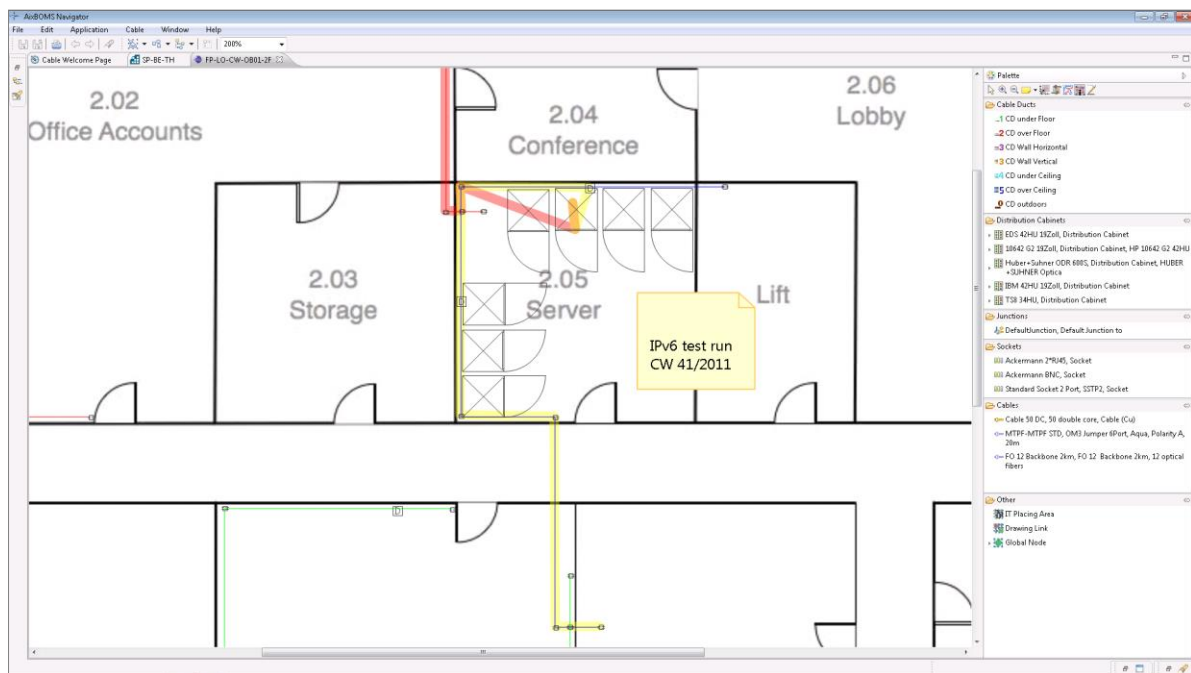 AixBOMS Navigator
File Edit Application Cable Window Help
200%
Cable Welcome Page SP-BE-TH FP-LO-CW-OB01-2F
2.02
Office Accounts
2.04
Conference
2.06
Lobby
2.03
Storage
2.05
Server
Lift
IPv6 test run
CW 41/2011
D
D
Palette
Cable Ducts
1 CD under Floor
2 CD over Floor
3 CD Wall Horizontal
3 CD Wall Vertical
4 CD under Ceiling
5 CD over Ceiling
0 CD outdoors
Distribution Cabinets
EDS 42HU 19Zoll, Distribution Cabinet
10642 G2 19Zoll, Distribution Cabinet, HP 10642 G2 42HU
Huber+Suhner ODR 600S, Distribution Cabinet, HUBER
+SUHNER Optica
IBM 42HU 19Zoll, Distribution Cabinet
TS8 34HU, Distribution Cabinet
Junctions
DefaultJunction, Default Junction to
Sockets
Ackermann 2*RJ45, Socket
Ackermann BNC, Socket
Standard Socket 2 Port, SSTP2, Socket
Cables
Cable 50 DC, 50 double core, Cable (Cu)
MTPF-MTPF STD, OM3 Jumper 6Port, Aqua, Polarity A,
20m
FO 12 Backbone 2km, FO 12 Backbone 2km, 12 optical
fibers
Other
IT Placing Area
Drawing Link
Global Node